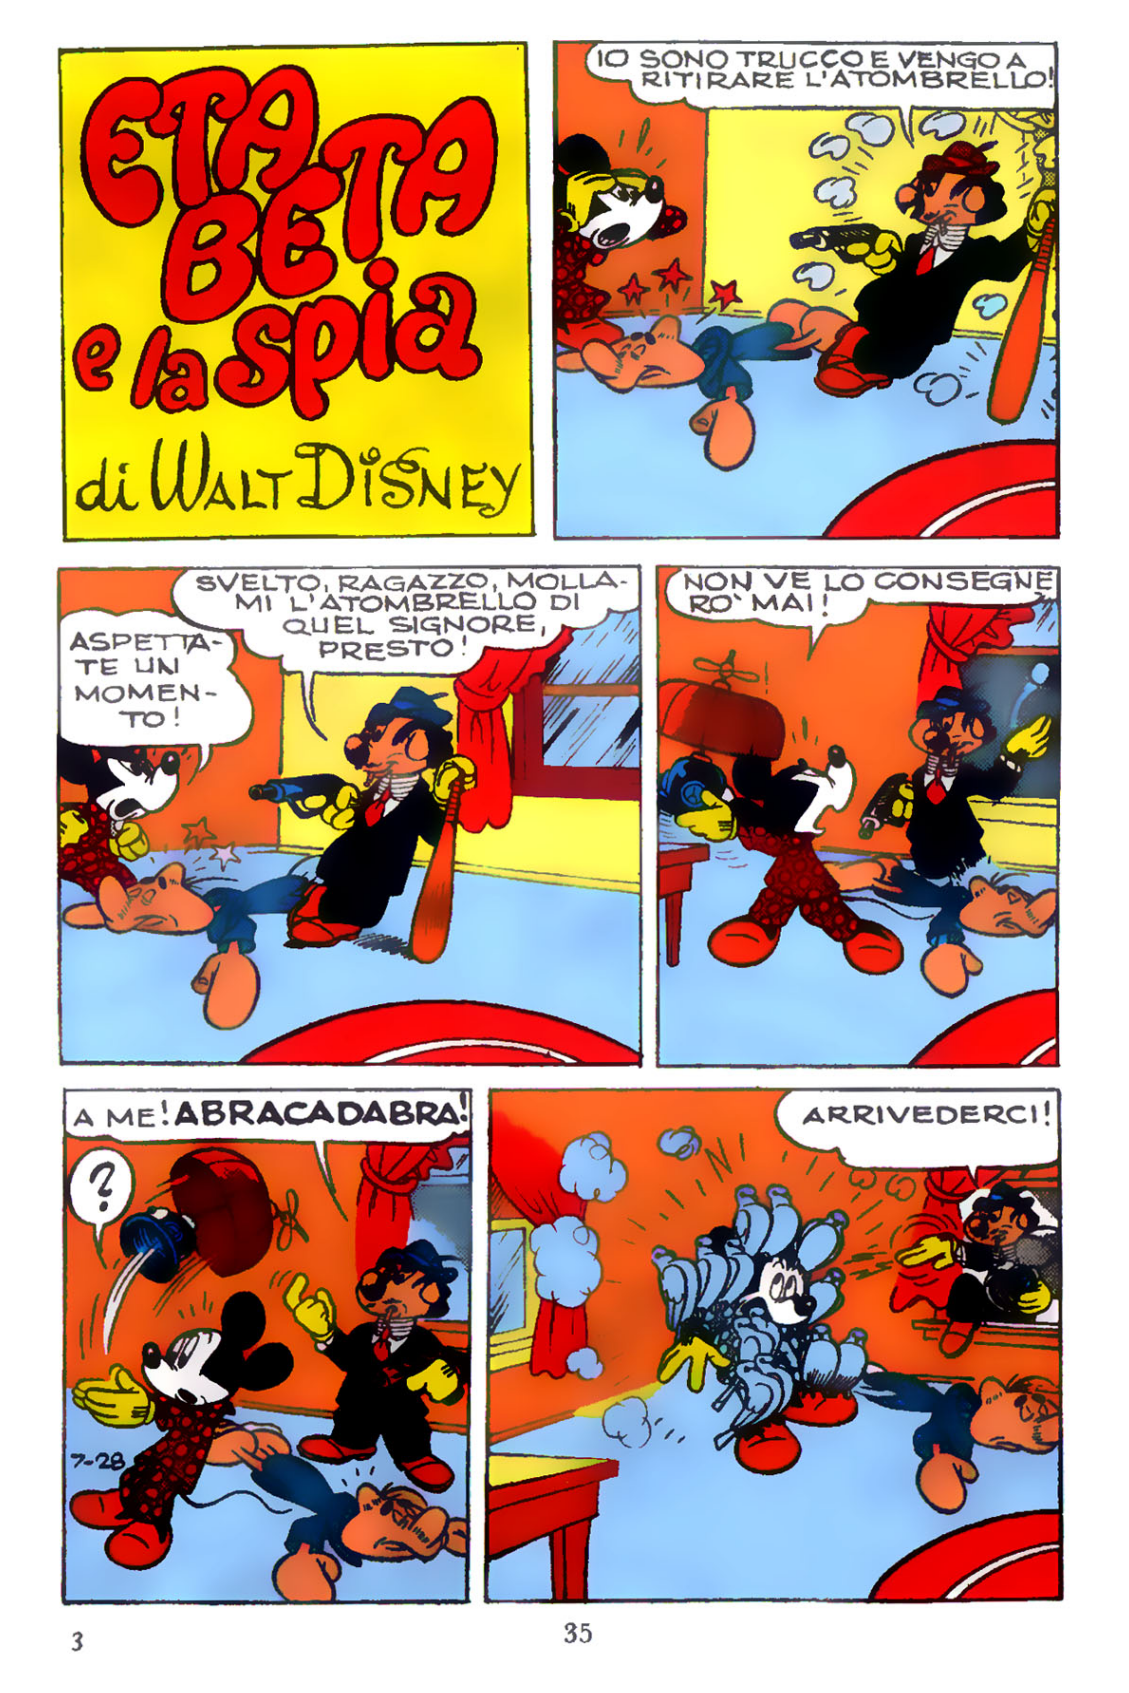 ETA
BETA
e la spia
di WALT DISNEY
IO SONO TRUCCO E VENGO A
RITIRARE L'ATOMBRELLO!
ASPETTA-
TE UN
MOMEN-
TO!
SVELTO, RAGAZZO, MOLLA-
MI L'ATOMBRELLO DI
QUEL SIGNORE,
PRESTO!
NON VE LO CONSEGNE
RO' MAI!
A ME! ABRACADABRA!
?
7-28
ARRIVEDERCI!
3
35